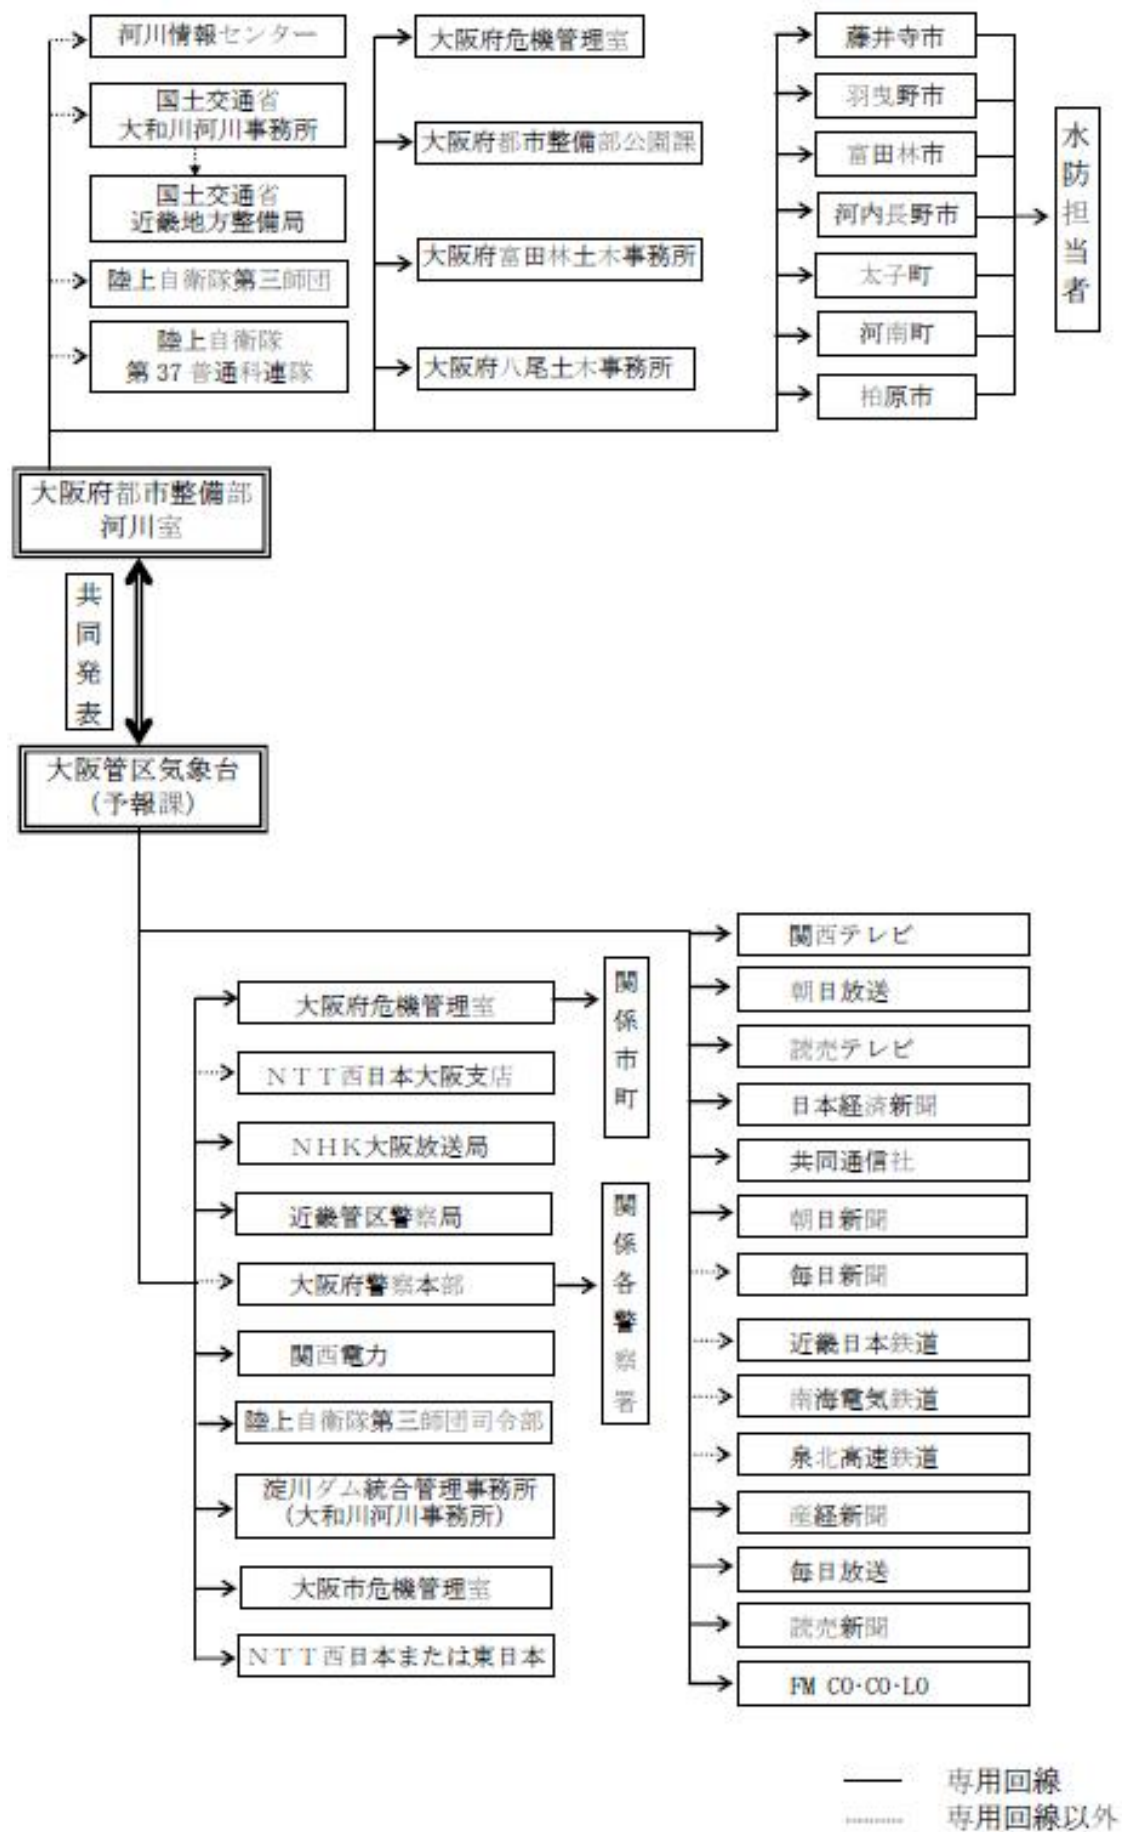 河川情報センター
国土交通省
大和川河川事務所
国土交通省
近畿地方整備局
陸上自衛隊第三師団
陸上自衛隊
第37普通科連隊
大阪府危機管理室
大阪府都市整備部公園課
大阪府富田林土木事務所
大阪府八尾土木事務所
藤井寺市
羽曳野市
富田林市
河内長野市
太子町
河南町
柏原市
水防担当者
大阪府都市整備部
河川室
共同発表
大阪管区気象台
(予報課)
大阪府危機管理室
NTT西日本大阪支店
NHK大阪放送局
近畿管区警察局
大阪府警察本部
関西電力
陸上自衛隊第三師団司令部
淀川ダム統合管理事務所
(大和川河川事務所)
大阪市危機管理室
NTT西日本または東日本
関係市町
関係各警察署
関西テレビ
朝日放送
読売テレビ
日本経済新聞
共同通信社
朝日新聞
毎日新聞
近畿日本鉄道
南海電気鉄道
泉北高速鉄道
産経新聞
毎日放送
読売新聞
FM CO・CO・LO
専用回線
専用回線以外